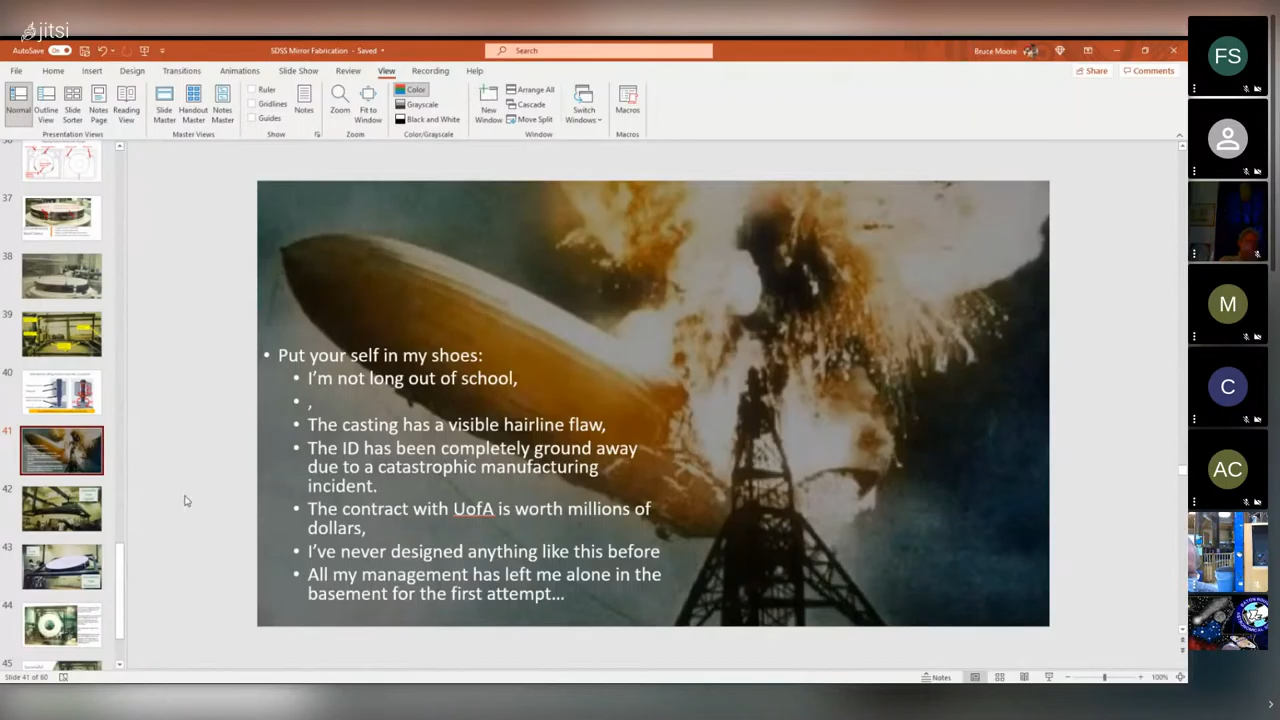 jitsi
AutoSave On
SDSS Mirror Fabrication - Saved
Search
Bruce Moore
File Home Insert Design Transitions Animations Slide Show Review View Recording Help
Share Comments
Normal
Outline View
Slide Sorter
Notes Page
Reading View
Presentation Views
Slide Master
Handout Master
Notes Master
Master Views
Ruler
Gridlines
Guides
Show
Notes
Zoom
Fit to Window
Zoom
Color
Grayscale
Black and White
Color/Grayscale
New Window
Arrange All
Cascade
Move Split
Window
Switch Windows
Macros
Macros
37
38
39
40
41
42
43
44
45
• Put your self in my shoes:
• I'm not long out of school,
• ,
• The casting has a visible hairline flaw,
• The ID has been completely ground away
due to a catastrophic manufacturing
incident.
• The contract with UofA is worth millions of
dollars,
• I've never designed anything like this before
• All my management has left me alone in the
basement for the first attempt...
FS
M
C
AC
Slide 41 of 60
Notes
100%